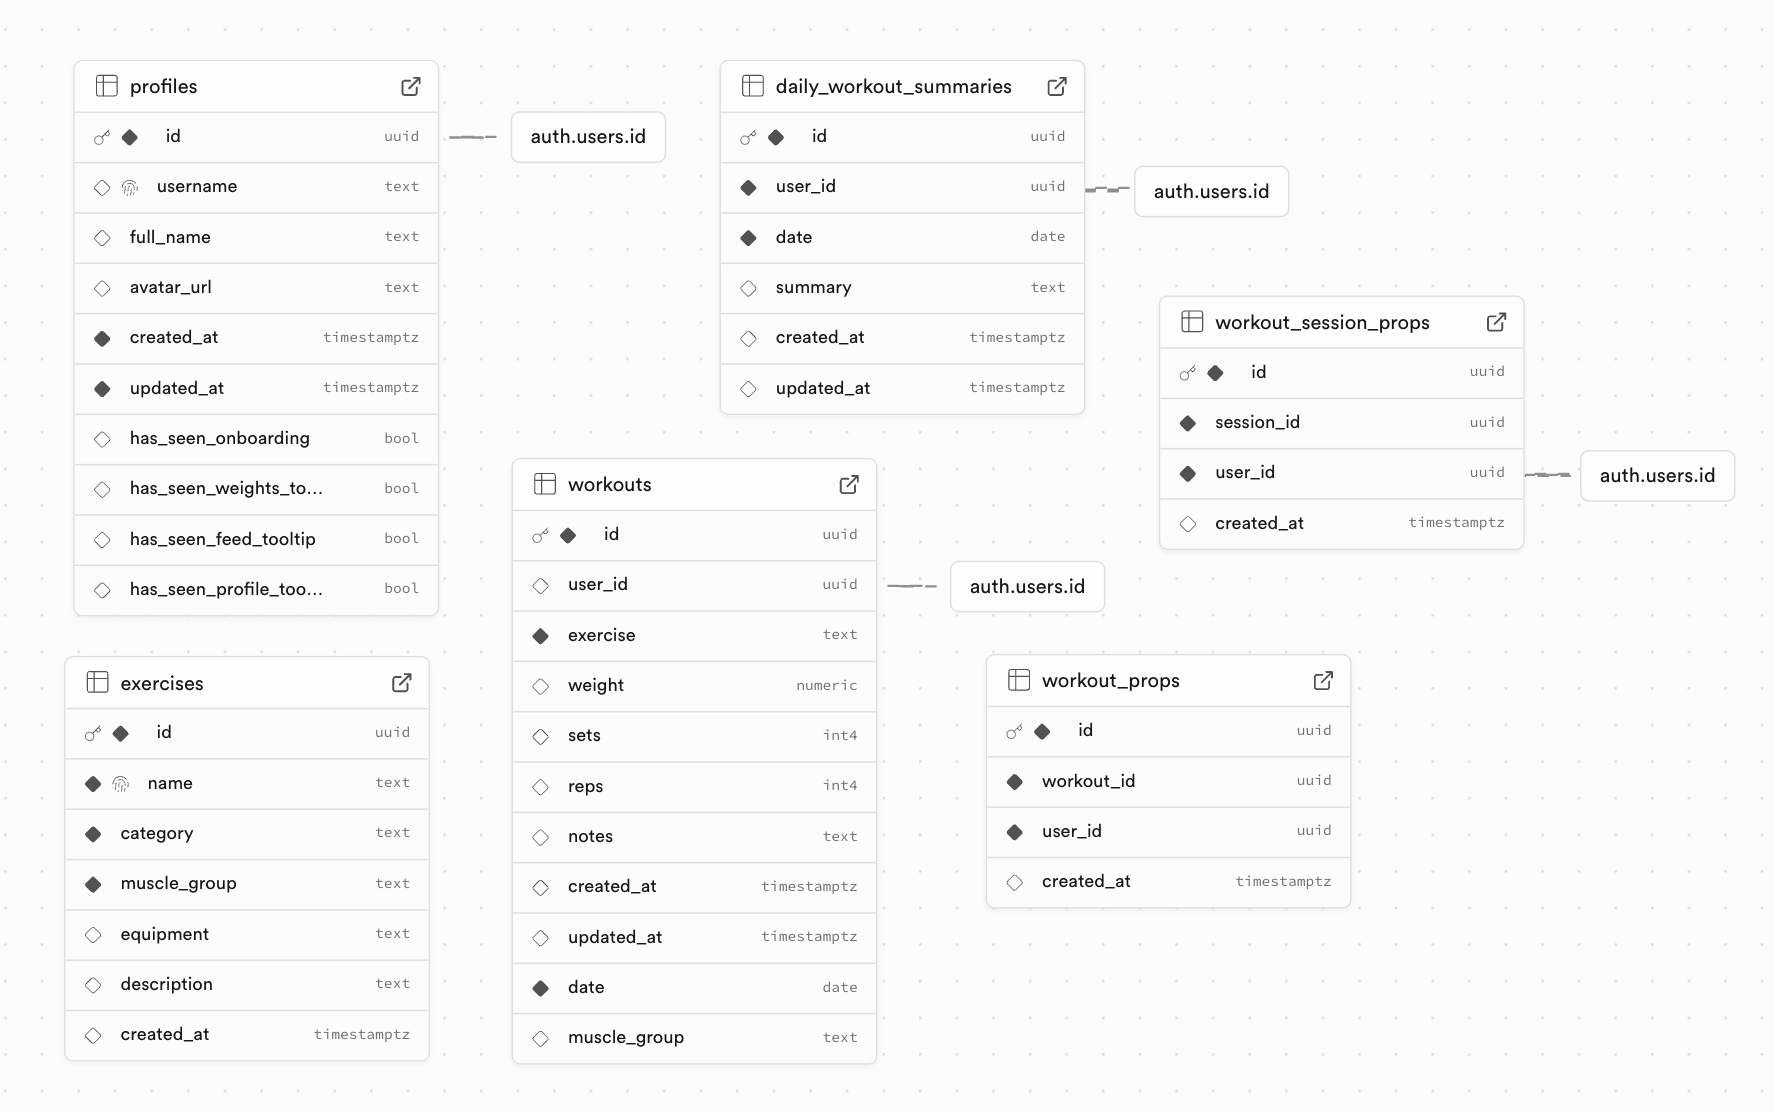 profiles
id uuid
username text
full_name text
avatar_url text
created_at timestamptz
updated_at timestamptz
has_seen_onboarding bool
has_seen_weights_to... bool
has_seen_feed_tooltip bool
has_seen_profile_too... bool
auth.users.id
daily_workout_summaries
id uuid
user_id uuid
date date
summary text
created_at timestamptz
updated_at timestamptz
auth.users.id
workout_session_props
id uuid
session_id uuid
user_id uuid
created_at timestamptz
auth.users.id
workouts
id uuid
user_id uuid
exercise text
weight numeric
sets int4
reps int4
notes text
created_at timestamptz
updated_at timestamptz
date date
muscle_group text
auth.users.id
exercises
id uuid
name text
category text
muscle_group text
equipment text
description text
created_at timestamptz
workout_props
id uuid
workout_id uuid
user_id uuid
created_at timestamptz